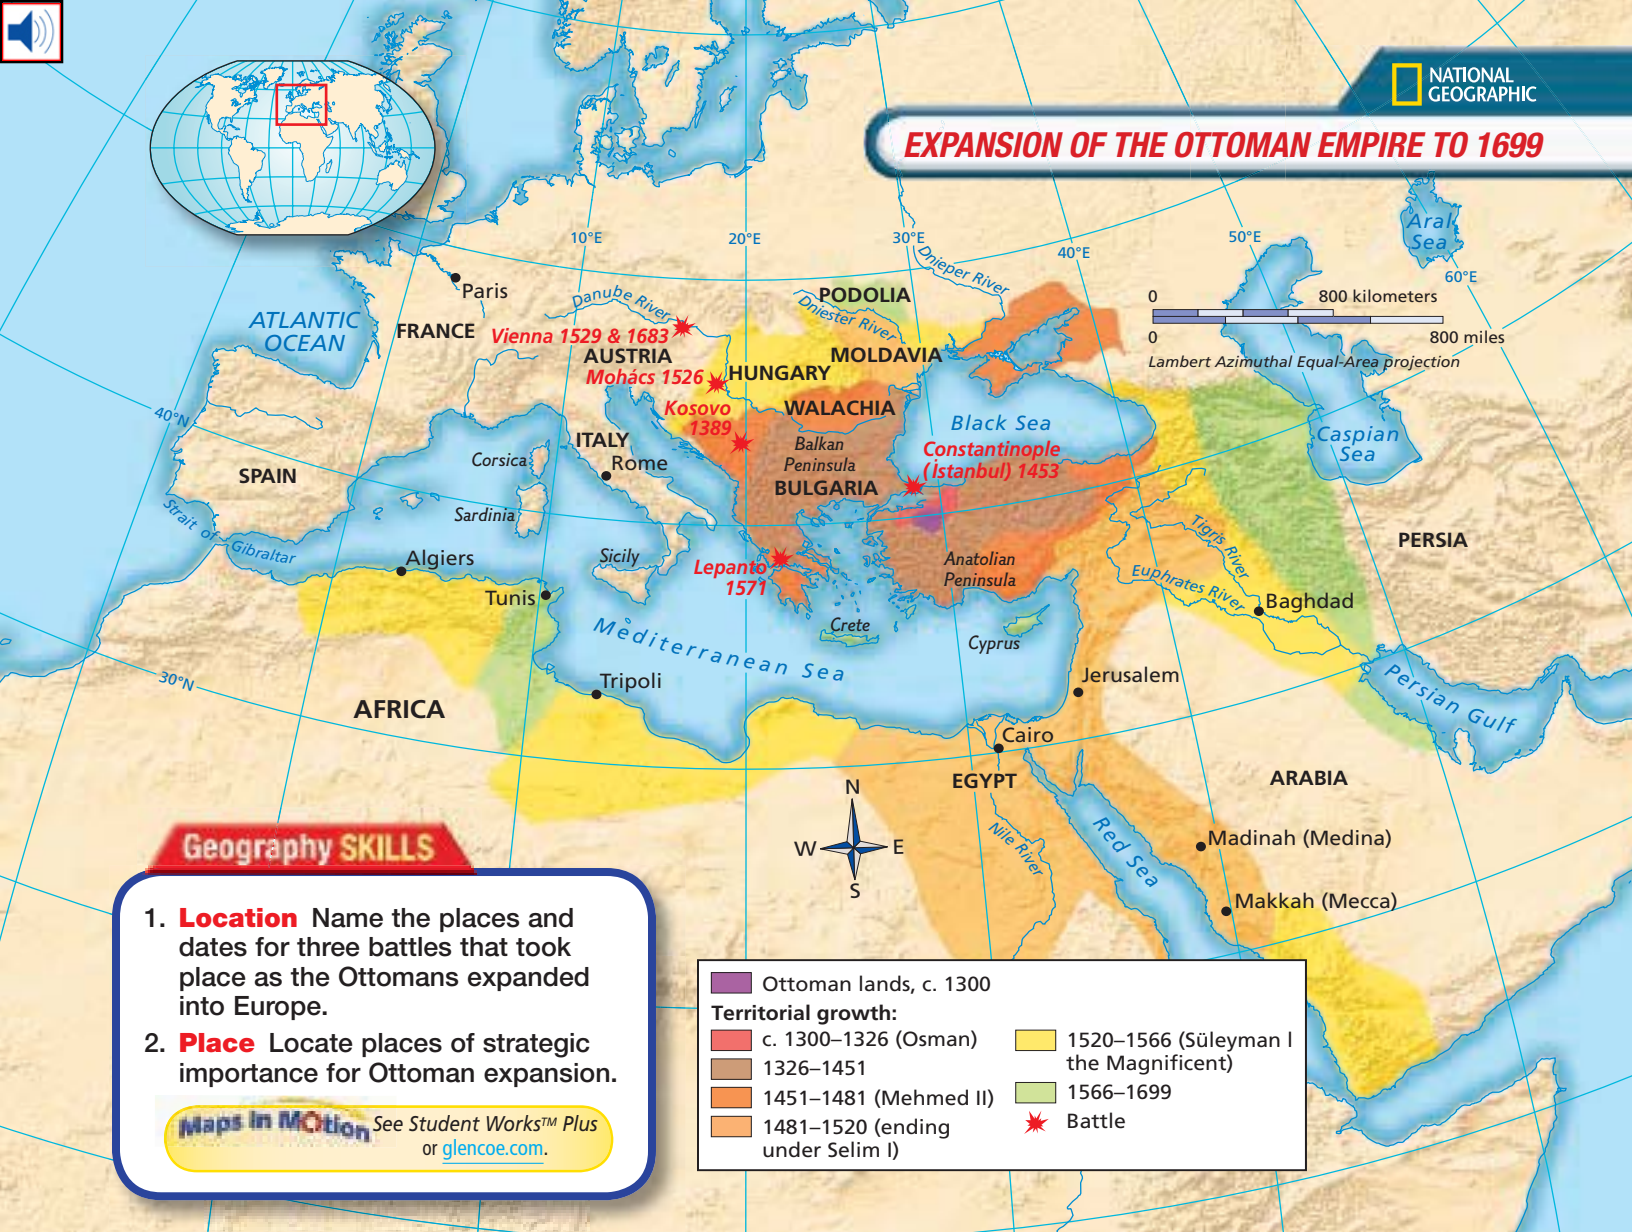 NATIONAL
GEOGRAPHIC
EXPANSION OF THE OTTOMAN EMPIRE TO 1699
10°E
20°E
30°E
40°E
50°E
60°E
40°N
30°N
Aral
Sea
Dnieper River
0
800 kilometers
0
800 miles
Lambert Azimuthal Equal-Area projection
Paris
Danube River
PODOLIA
Dniester River
ATLANTIC
OCEAN
FRANCE
Vienna 1529 & 1683
AUSTRIA
MOLDAVIA
Mohács 1526
HUNGARY
Kosovo
1389
WALACHIA
Black Sea
Caspian
Sea
ITALY
Rome
Corsica
Balkan
Peninsula
Constantinople
(İstanbul) 1453
SPAIN
BULGARIA
Sardinia
Strait of Gibraltar
Algiers
Sicily
Lepanto
1571
Anatolian
Peninsula
Tigris River
PERSIA
Tunis
Euphrates River
Baghdad
Crete
Cyprus
Mediterranean Sea
Tripoli
Jerusalem
Persian Gulf
AFRICA
Cairo
EGYPT
ARABIA
N
W
E
S
Nile River
Red Sea
Madinah (Medina)
Makkah (Mecca)
Geography SKILLS
1. Location Name the places and
dates for three battles that took
place as the Ottomans expanded
into Europe.
2. Place Locate places of strategic
importance for Ottoman expansion.
Maps in Motion
See Student Works™ Plus
or glencoe.com.
Ottoman lands, c. 1300
Territorial growth:
c. 1300–1326 (Osman)
1326–1451
1451–1481 (Mehmed II)
1481–1520 (ending
under Selim I)
1520–1566 (Süleyman I
the Magnificent)
1566–1699
Battle